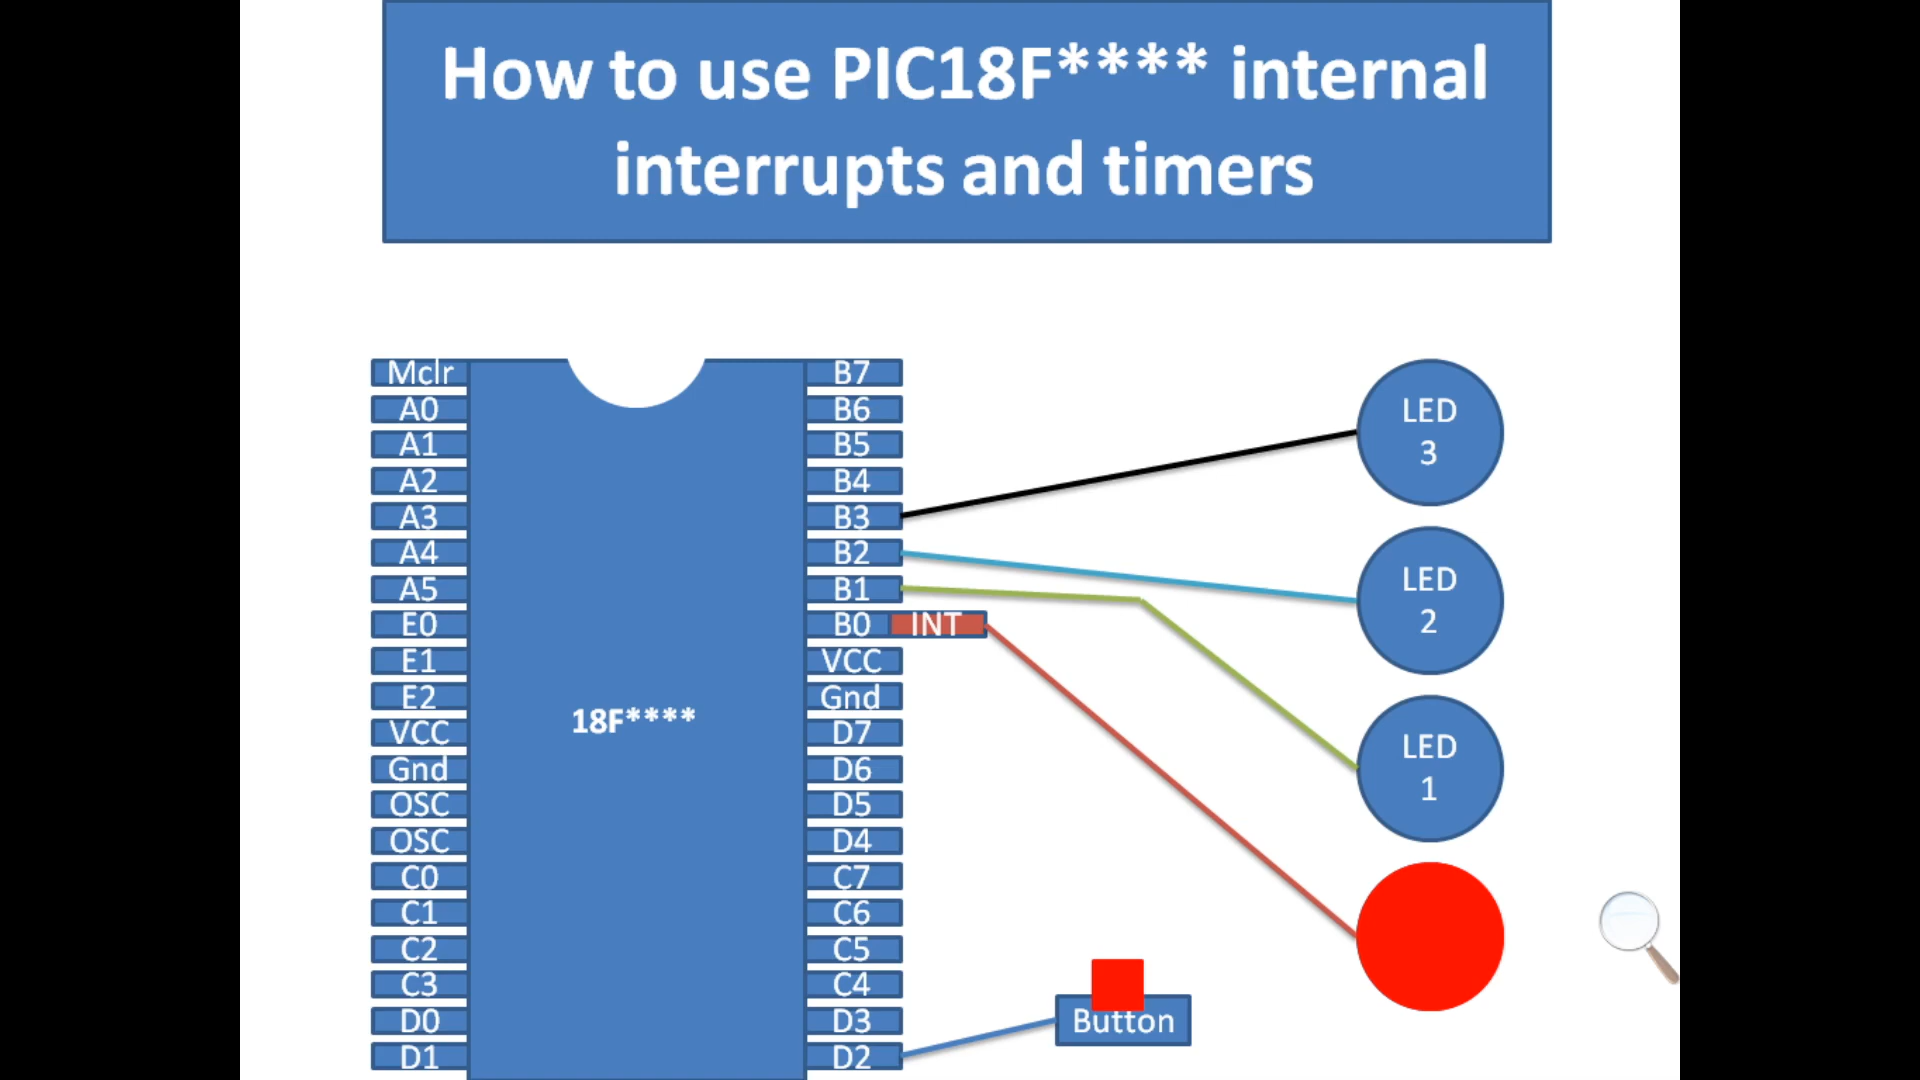 How to use PIC18F**** internal
interrupts and timers
Mclr
A0
A1
A2
A3
A4
A5
E0
E1
E2
VCC
Gnd
OSC
OSC
C0
C1
C2
C3
D0
D1
18F****
B7
B6
B5
B4
B3
B2
B1
B0 INT
VCC
Gnd
D7
D6
D5
D4
C7
C6
C5
C4
D3
D2
LED
3
LED
2
LED
1
Button